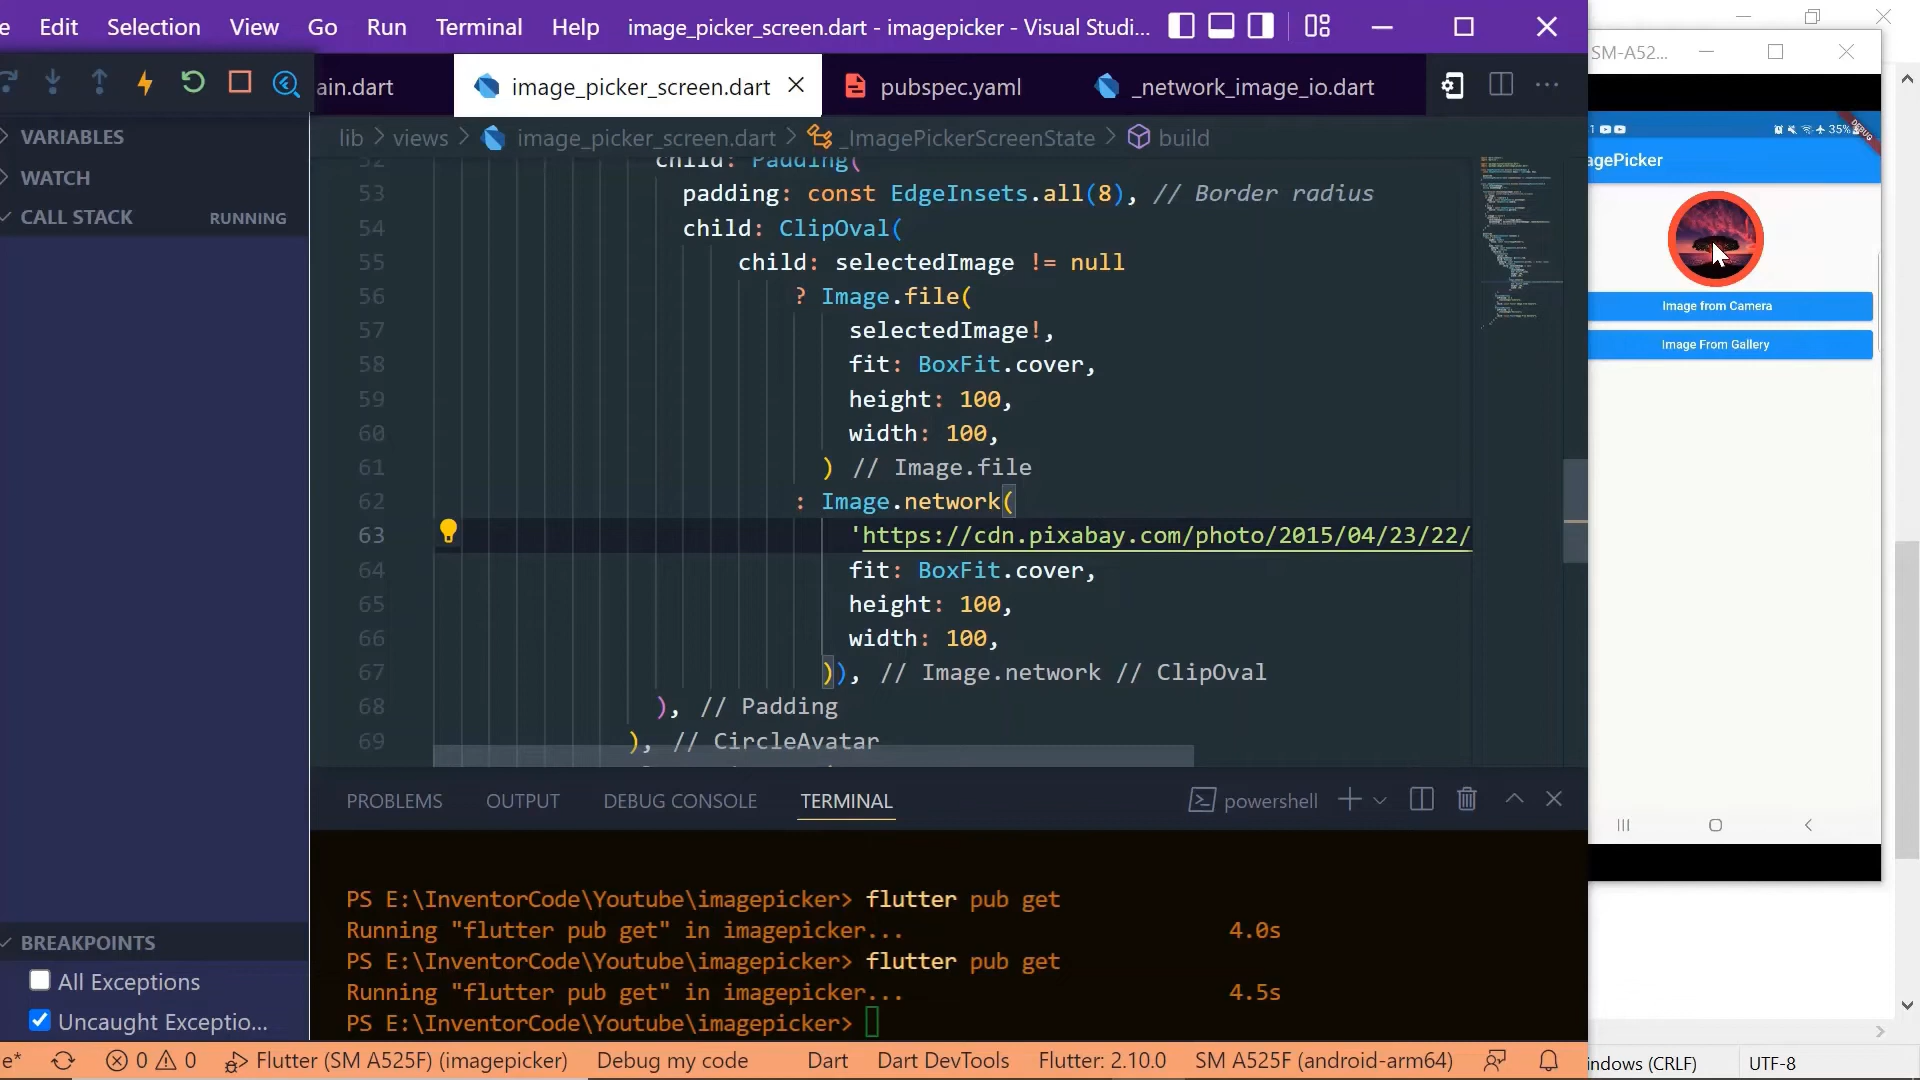 e* Edit Selection View Go Run Terminal Help image_picker_screen.dart - imagepicker - Visual Studi...
ain.dart image_picker_screen.dart pubspec.yaml _network_image_io.dart
lib > views > image_picker_screen.dart > _ImagePickerScreenState > build
VARIABLES
WATCH
CALL STACK RUNNING
52 child: Padding(
53 padding: const EdgeInsets.all(8), // Border radius
54 child: ClipOval(
55 child: selectedImage != null
56 ? Image.file(
57 selectedImage!,
58 fit: BoxFit.cover,
59 height: 100,
60 width: 100,
61 ) // Image.file
62 : Image.network(
63 'https://cdn.pixabay.com/photo/2015/04/23/22/
64 fit: BoxFit.cover,
65 height: 100,
66 width: 100,
67 )), // Image.network // ClipOval
68 ), // Padding
69 ), // CircleAvatar
PROBLEMS OUTPUT DEBUG CONSOLE TERMINAL powershell
PS E:\InventorCode\Youtube\imagepicker> flutter pub get
Running "flutter pub get" in imagepicker... 4.0s
PS E:\InventorCode\Youtube\imagepicker> flutter pub get
Running "flutter pub get" in imagepicker... 4.5s
PS E:\InventorCode\Youtube\imagepicker>
BREAKPOINTS
All Exceptions
Uncaught Exceptio...
e* 0 0 Flutter (SM A525F) (imagepicker) Debug my code Dart Dart DevTools Flutter: 2.10.0 SM A525F (android-arm64)
SM-A52...
35%
DEBUG
agePicker
Image from Camera
Image From Gallery
indows (CRLF) UTF-8